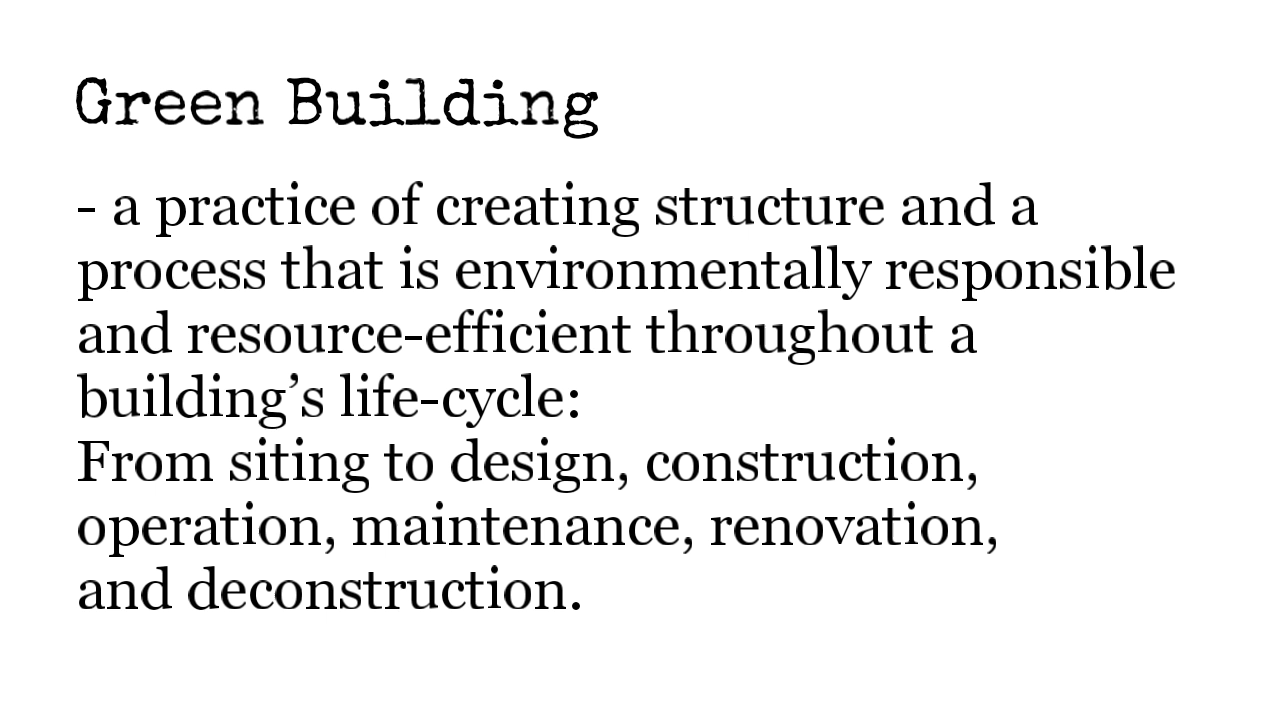 Green Building
- a practice of creating structure and a
process that is environmentally responsible
and resource-efficient throughout a
building’s life-cycle:
From siting to design, construction,
operation, maintenance, renovation,
and deconstruction.